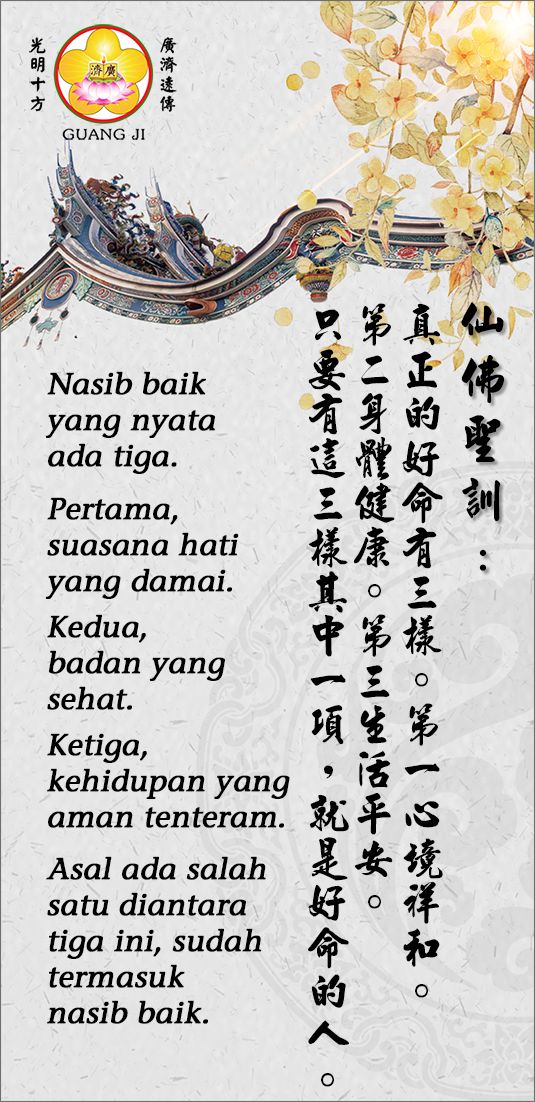 光明十方
廣濟遠傳
廣濟
GUANG JI
仙佛聖訓：
真正的好命有三樣。第一心境祥和。
第二身體健康。第三生活平安。
只要有這三樣其中一項，就是好命的人。
Nasib baik
yang nyata
ada tiga.
Pertama,
suasana hati
yang damai.
Kedua,
badan yang
sehat.
Ketiga,
kehidupan yang
aman tenteram.
Asal ada salah
satu diantara
tiga ini, sudah
termasuk
nasib baik.